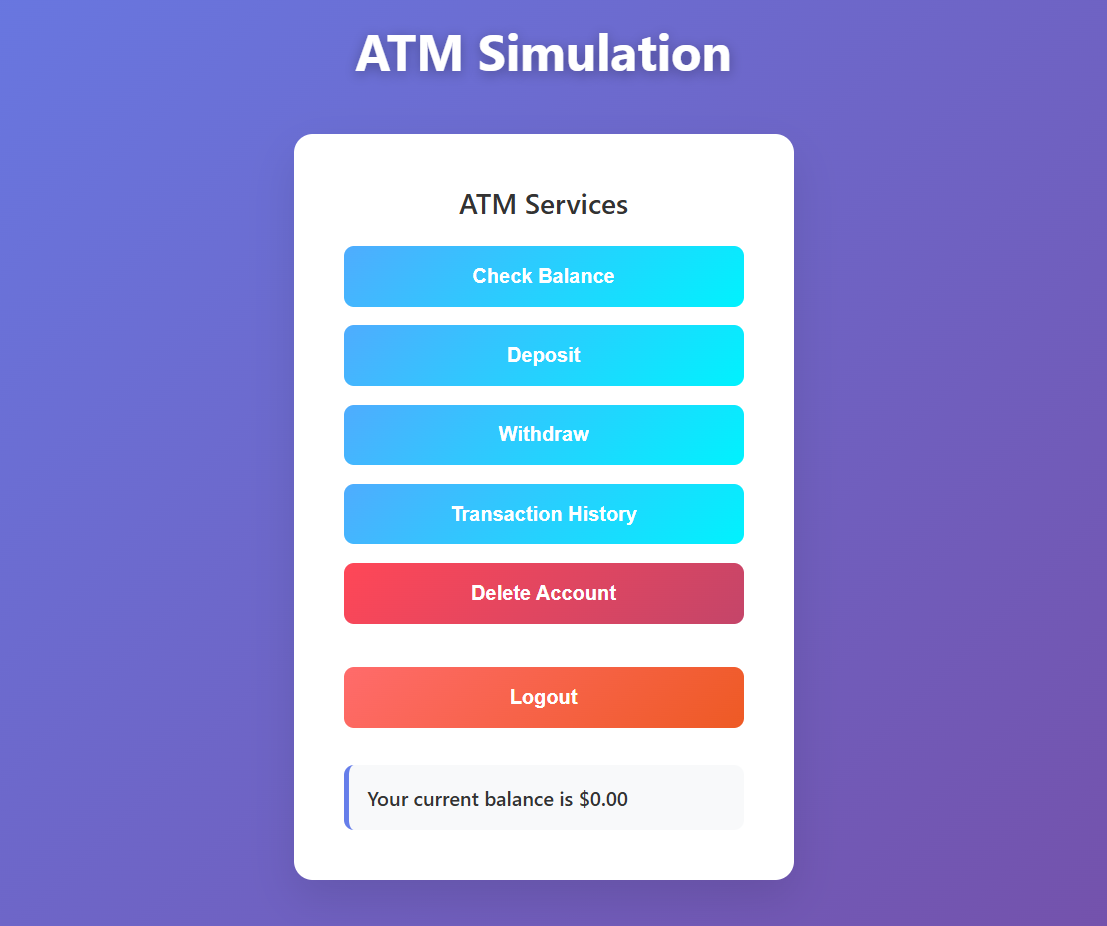 ATM Simulation
ATM Services
Check Balance
Deposit
Withdraw
Transaction History
Delete Account
Logout
Your current balance is $0.00